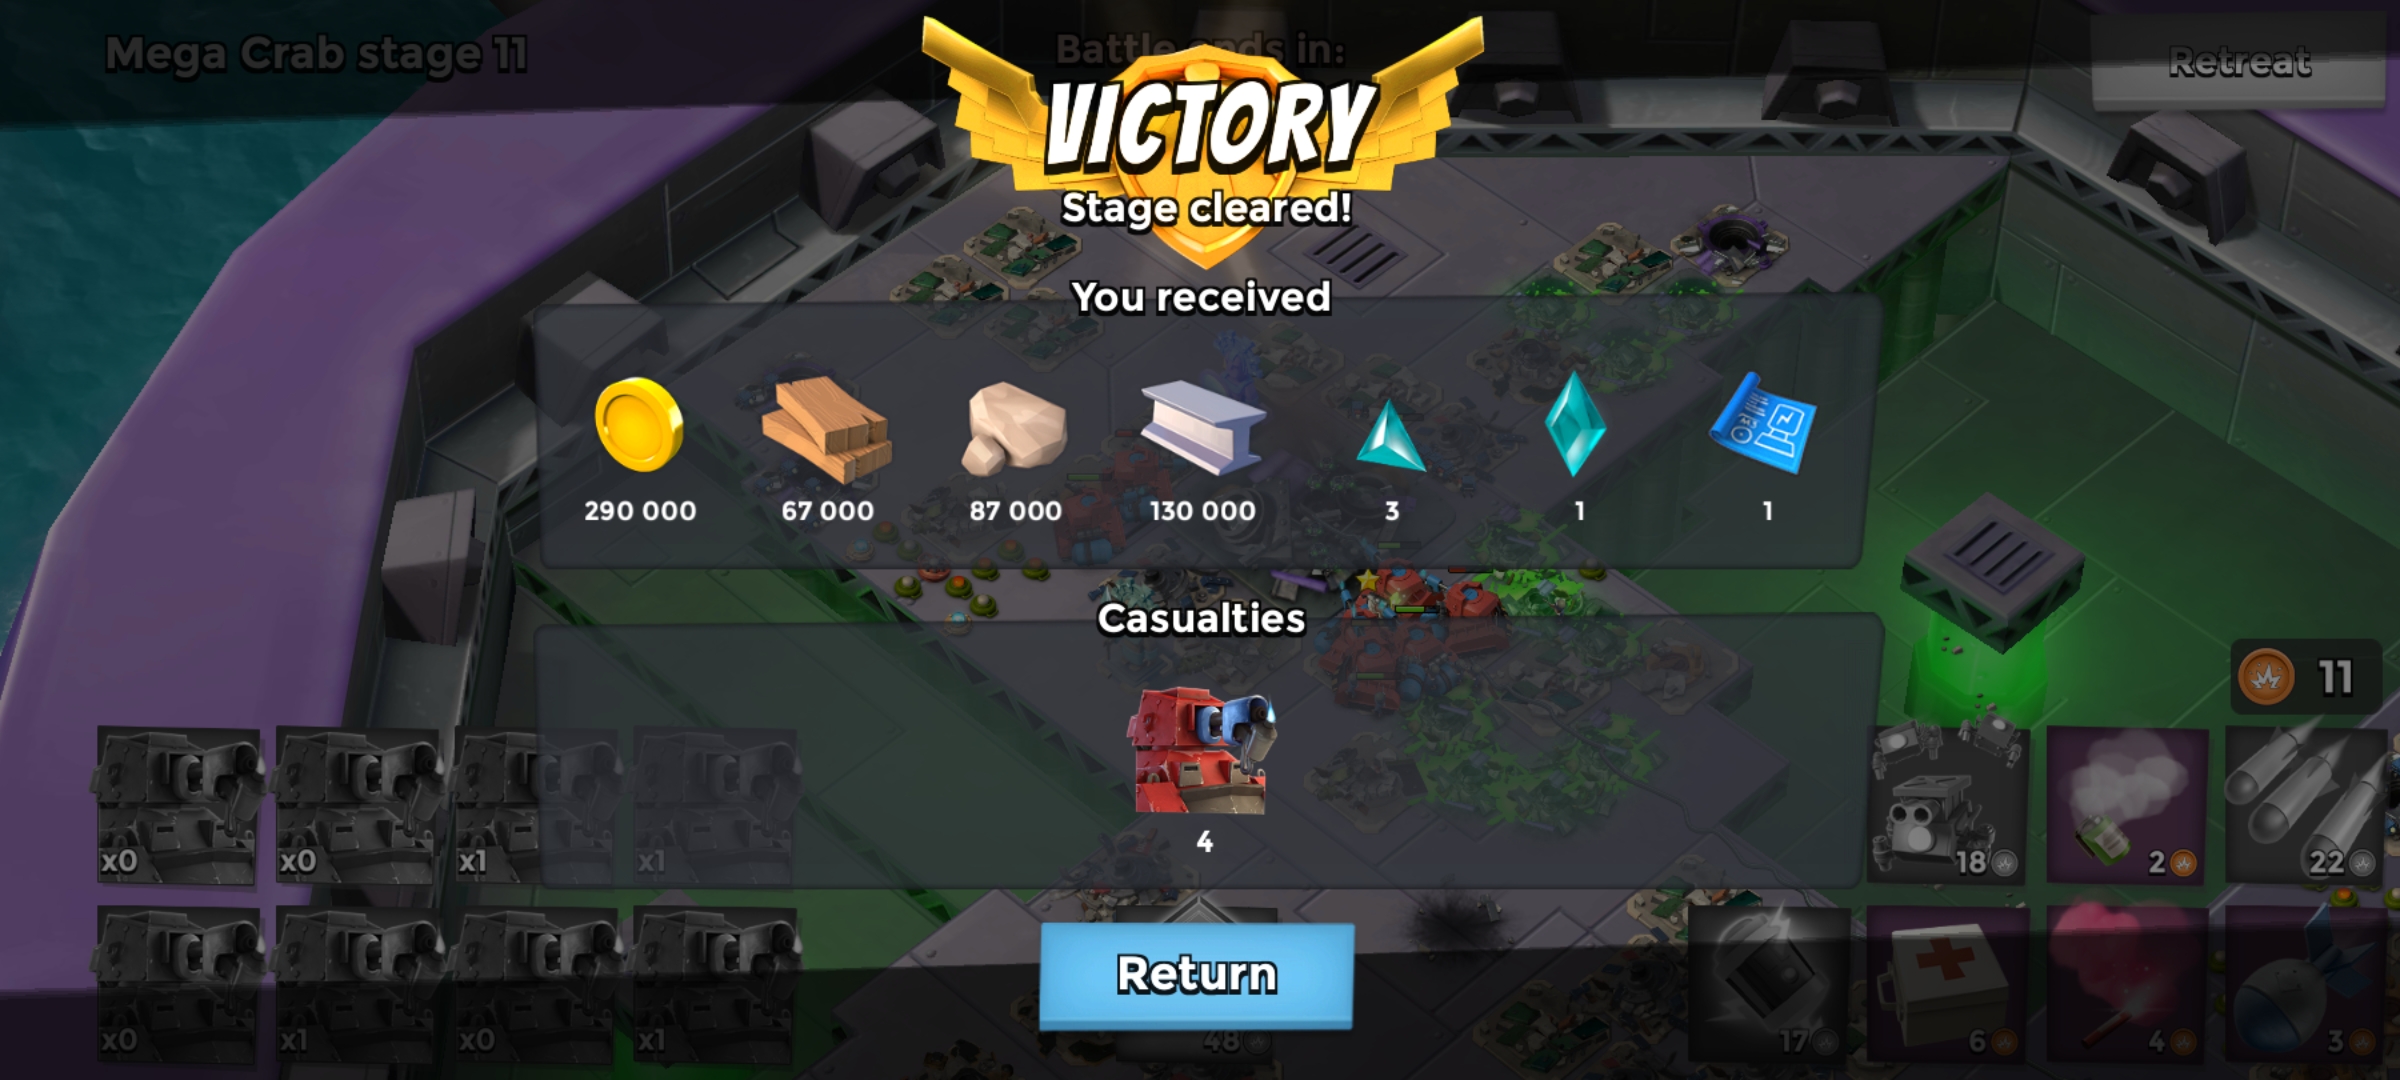 Mega Crab stage 11
Battle ends in:
Retreat
VICTORY
Stage cleared!
You received
290 000
67 000
87 000
130 000
3
1
1
Casualties
4
11
x0
x0
x1
x1
18
2
22
x0
x1
x0
x1
Return
48
17
6
4
3